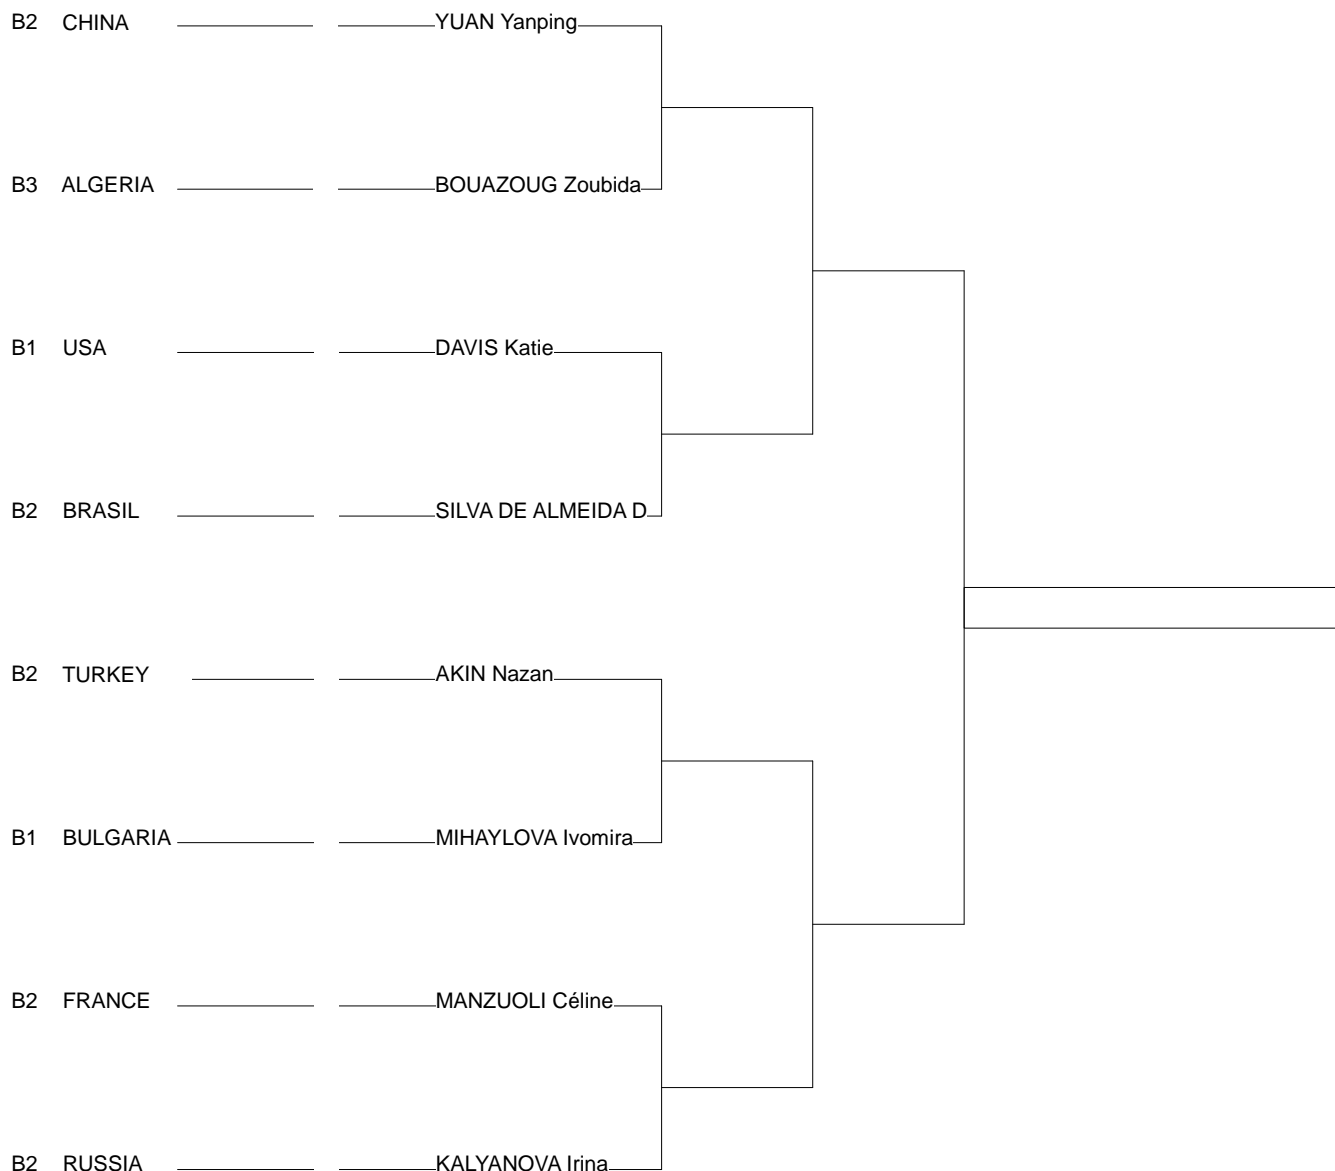 B2 CHINA YUAN Yanping
B3 ALGERIA BOUAZOUG Zoubida
B1 USA DAVIS Katie
B2 BRASIL SILVA DE ALMEIDA D
B2 TURKEY AKIN Nazan
B1 BULGARIA MIHAYLOVA Ivomira
B2 FRANCE MANZUOLI Céline
B2 RUSSIA KALYANOVA Irina